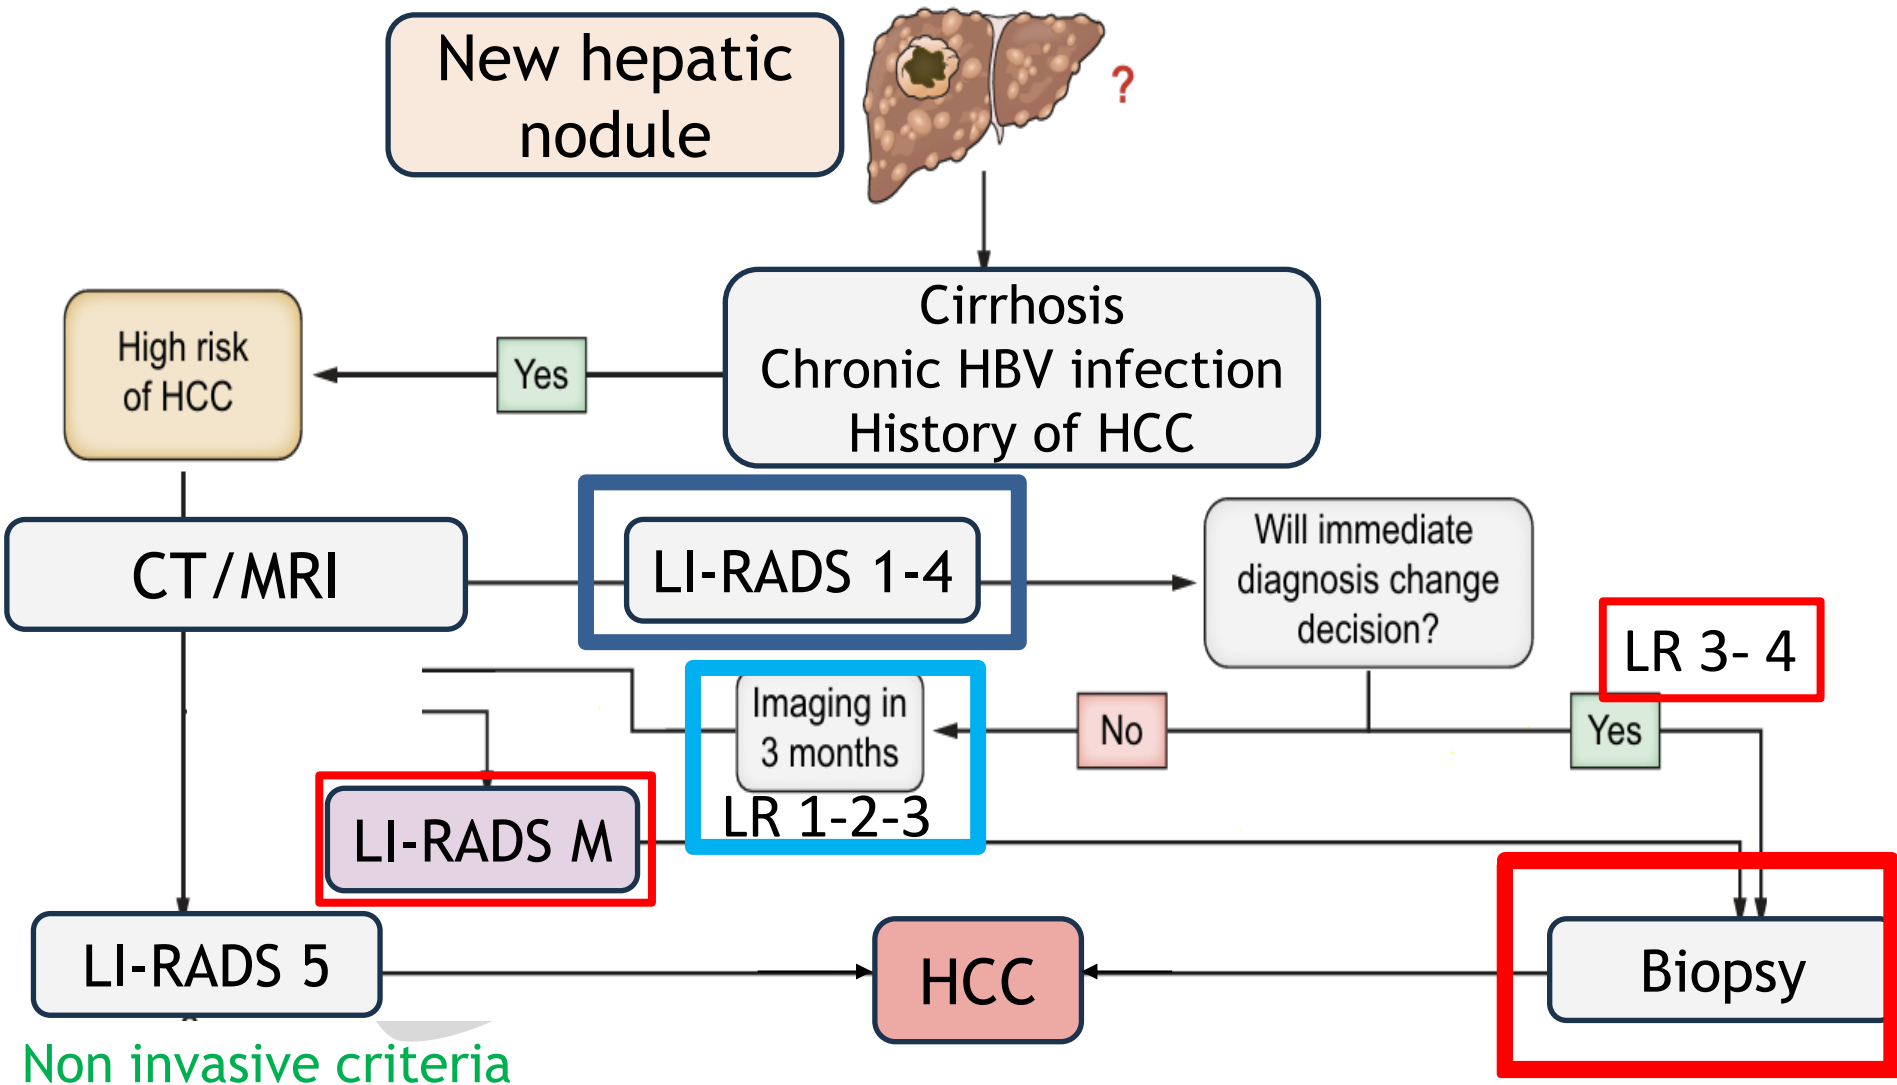 New hepatic
nodule
?
Cirrhosis
Chronic HBV infection
History of HCC
Yes
High risk
of HCC
CT/MRI
LI-RADS 1-4
Will immediate
diagnosis change
decision?
LR 3- 4
Imaging in
3 months
No
Yes
LR 1-2-3
LI-RADS M
LI-RADS 5
HCC
Biopsy
Non invasive criteria